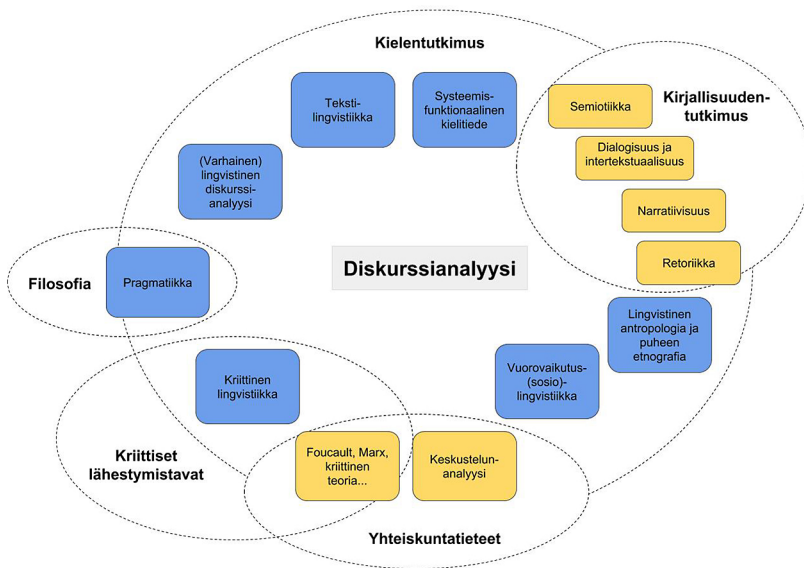 Kielentutkimus
Teksti-
lingvistiikka
Systeemis-
funktionaalinen
kielitiede
Semiotiikka
Kirjallisuuden-
tutkimus
Dialogisuus ja
intertekstuaalisuus
Narratiivisuus
Retoriikka
(Varhainen)
lingvistinen
diskurssi-
analyysi
Diskurssianalyysi
Filosofia
Pragmatiikka
Lingvistinen
antropologia ja
puheen
etnografia
Vuorovaikutus-
(sosio)-
lingvistiikka
Kriittinen
lingvistiikka
Kriittiset
lähestymistavat
Foucault, Marx,
kriittinen
teoria...
Keskustelun-
analyysi
Yhteiskuntatieteet